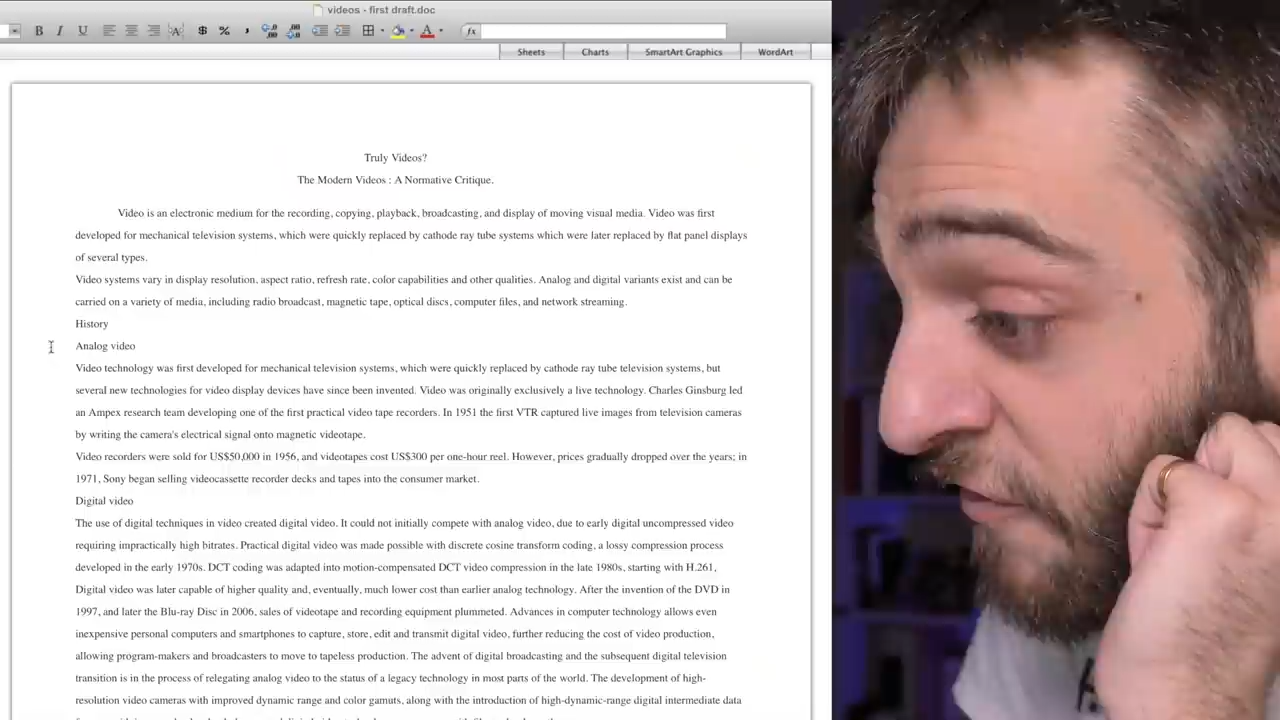 videos - first draft.doc
B I U A $ % , .0 .00 A fx
Sheets Charts SmartArt Graphics WordArt
Truly Videos?
The Modern Videos : A Normative Critique.
Video is an electronic medium for the recording, copying, playback, broadcasting, and display of moving visual media. Video was first
developed for mechanical television systems, which were quickly replaced by cathode ray tube systems which were later replaced by flat panel displays
of several types.
Video systems vary in display resolution, aspect ratio, refresh rate, color capabilities and other qualities. Analog and digital variants exist and can be
carried on a variety of media, including radio broadcast, magnetic tape, optical discs, computer files, and network streaming.
History
Analog video
Video technology was first developed for mechanical television systems, which were quickly replaced by cathode ray tube television systems, but
several new technologies for video display devices have since been invented. Video was originally exclusively a live technology. Charles Ginsburg led
an Ampex research team developing one of the first practical video tape recorders. In 1951 the first VTR captured live images from television cameras
by writing the camera's electrical signal onto magnetic videotape.
Video recorders were sold for US$50,000 in 1956, and videotapes cost US$300 per one-hour reel. However, prices gradually dropped over the years; in
1971, Sony began selling videocassette recorder decks and tapes into the consumer market.
Digital video
The use of digital techniques in video created digital video. It could not initially compete with analog video, due to early digital uncompressed video
requiring impractically high bitrates. Practical digital video was made possible with discrete cosine transform coding, a lossy compression process
developed in the early 1970s. DCT coding was adapted into motion-compensated DCT video compression in the late 1980s, starting with H.261,
Digital video was later capable of higher quality and, eventually, much lower cost than earlier analog technology. After the invention of the DVD in
1997, and later the Blu-ray Disc in 2006, sales of videotape and recording equipment plummeted. Advances in computer technology allows even
inexpensive personal computers and smartphones to capture, store, edit and transmit digital video, further reducing the cost of video production,
allowing program-makers and broadcasters to move to tapeless production. The advent of digital broadcasting and the subsequent digital television
transition is in the process of relegating analog video to the status of a legacy technology in most parts of the world. The development of high-
resolution video cameras with improved dynamic range and color gamuts, along with the introduction of high-dynamic-range digital intermediate data